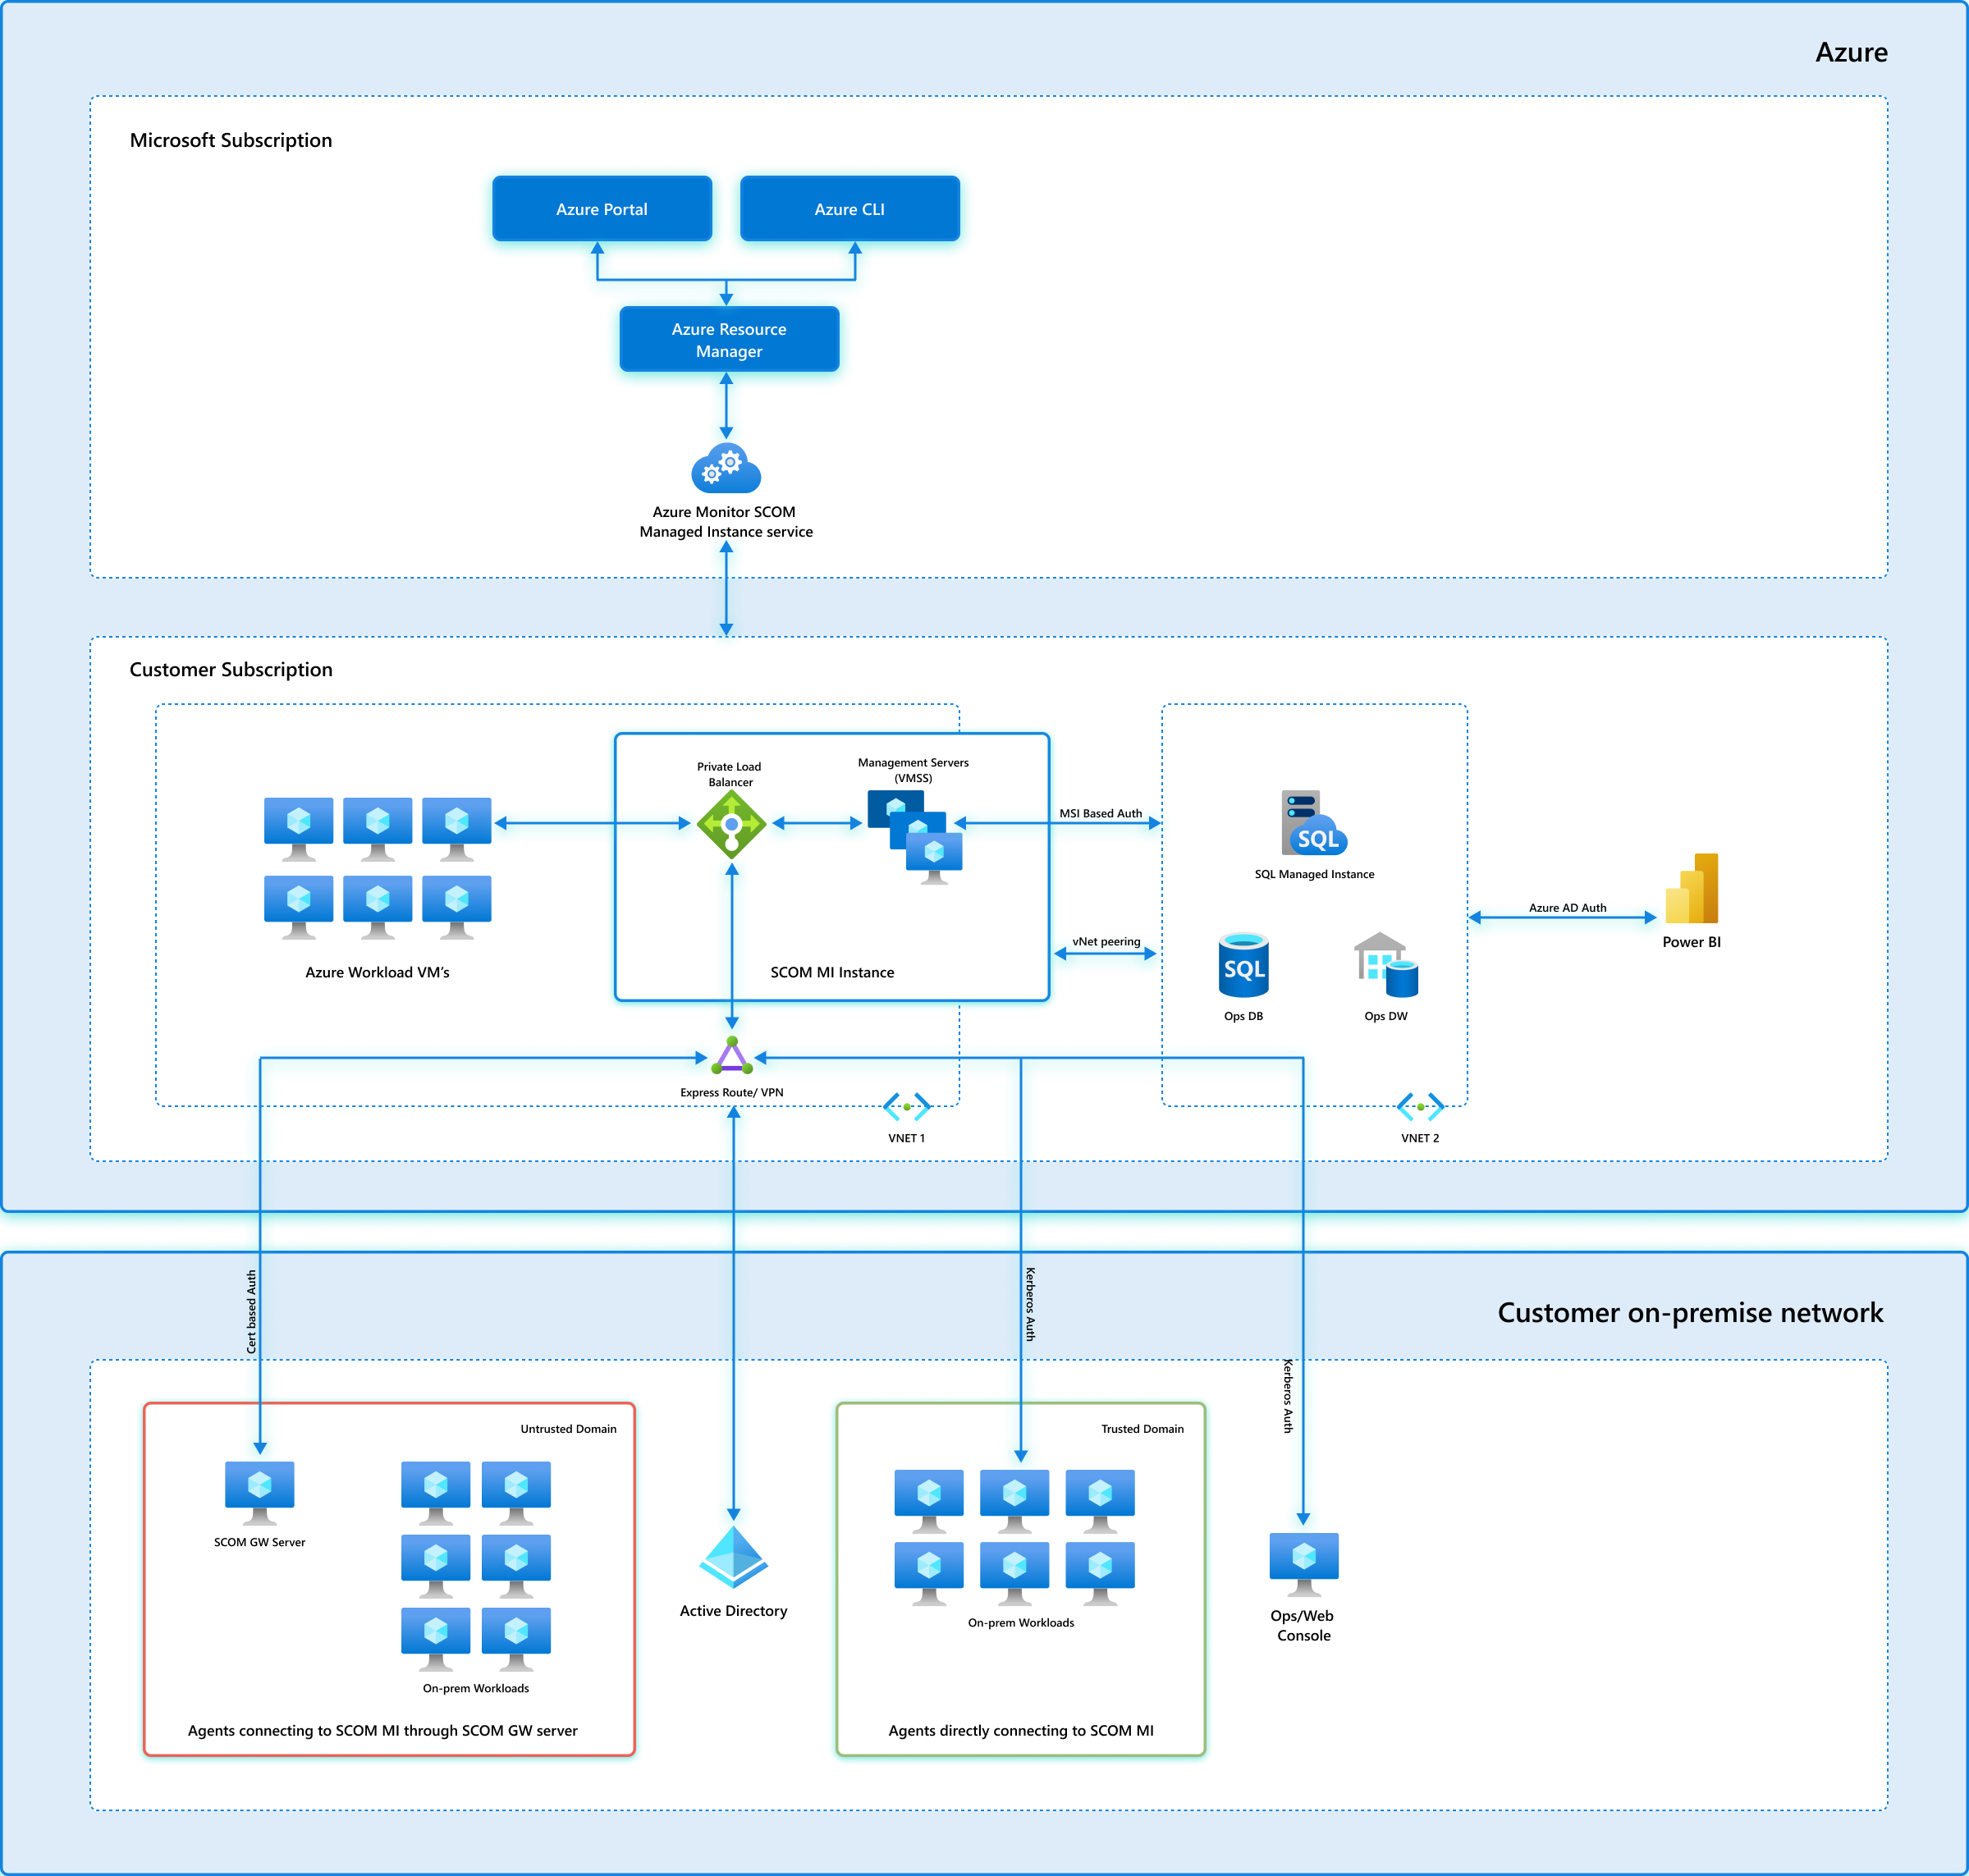 Azure
Microsoft Subscription
Azure Portal
Azure CLI
Azure Resource
Manager
Azure Monitor SCOM
Managed Instance service
Customer Subscription
Private Load
Balancer
Management Servers
(VMSS)
MSI Based Auth
SQL
SQL Managed Instance
Azure AD Auth
Power BI
vNet peering
Azure Workload VM's
SCOM MI Instance
SQL
Ops DB
Ops DW
Express Route/ VPN
VNET 1
VNET 2
Customer on-premise network
Cert based Auth
Kerberos Auth
Kerberos Auth
Untrusted Domain
SCOM GW Server
On-prem Workloads
Agents connecting to SCOM MI through SCOM GW server
Active Directory
Trusted Domain
On-prem Workloads
Agents directly connecting to SCOM MI
Ops/Web
Console